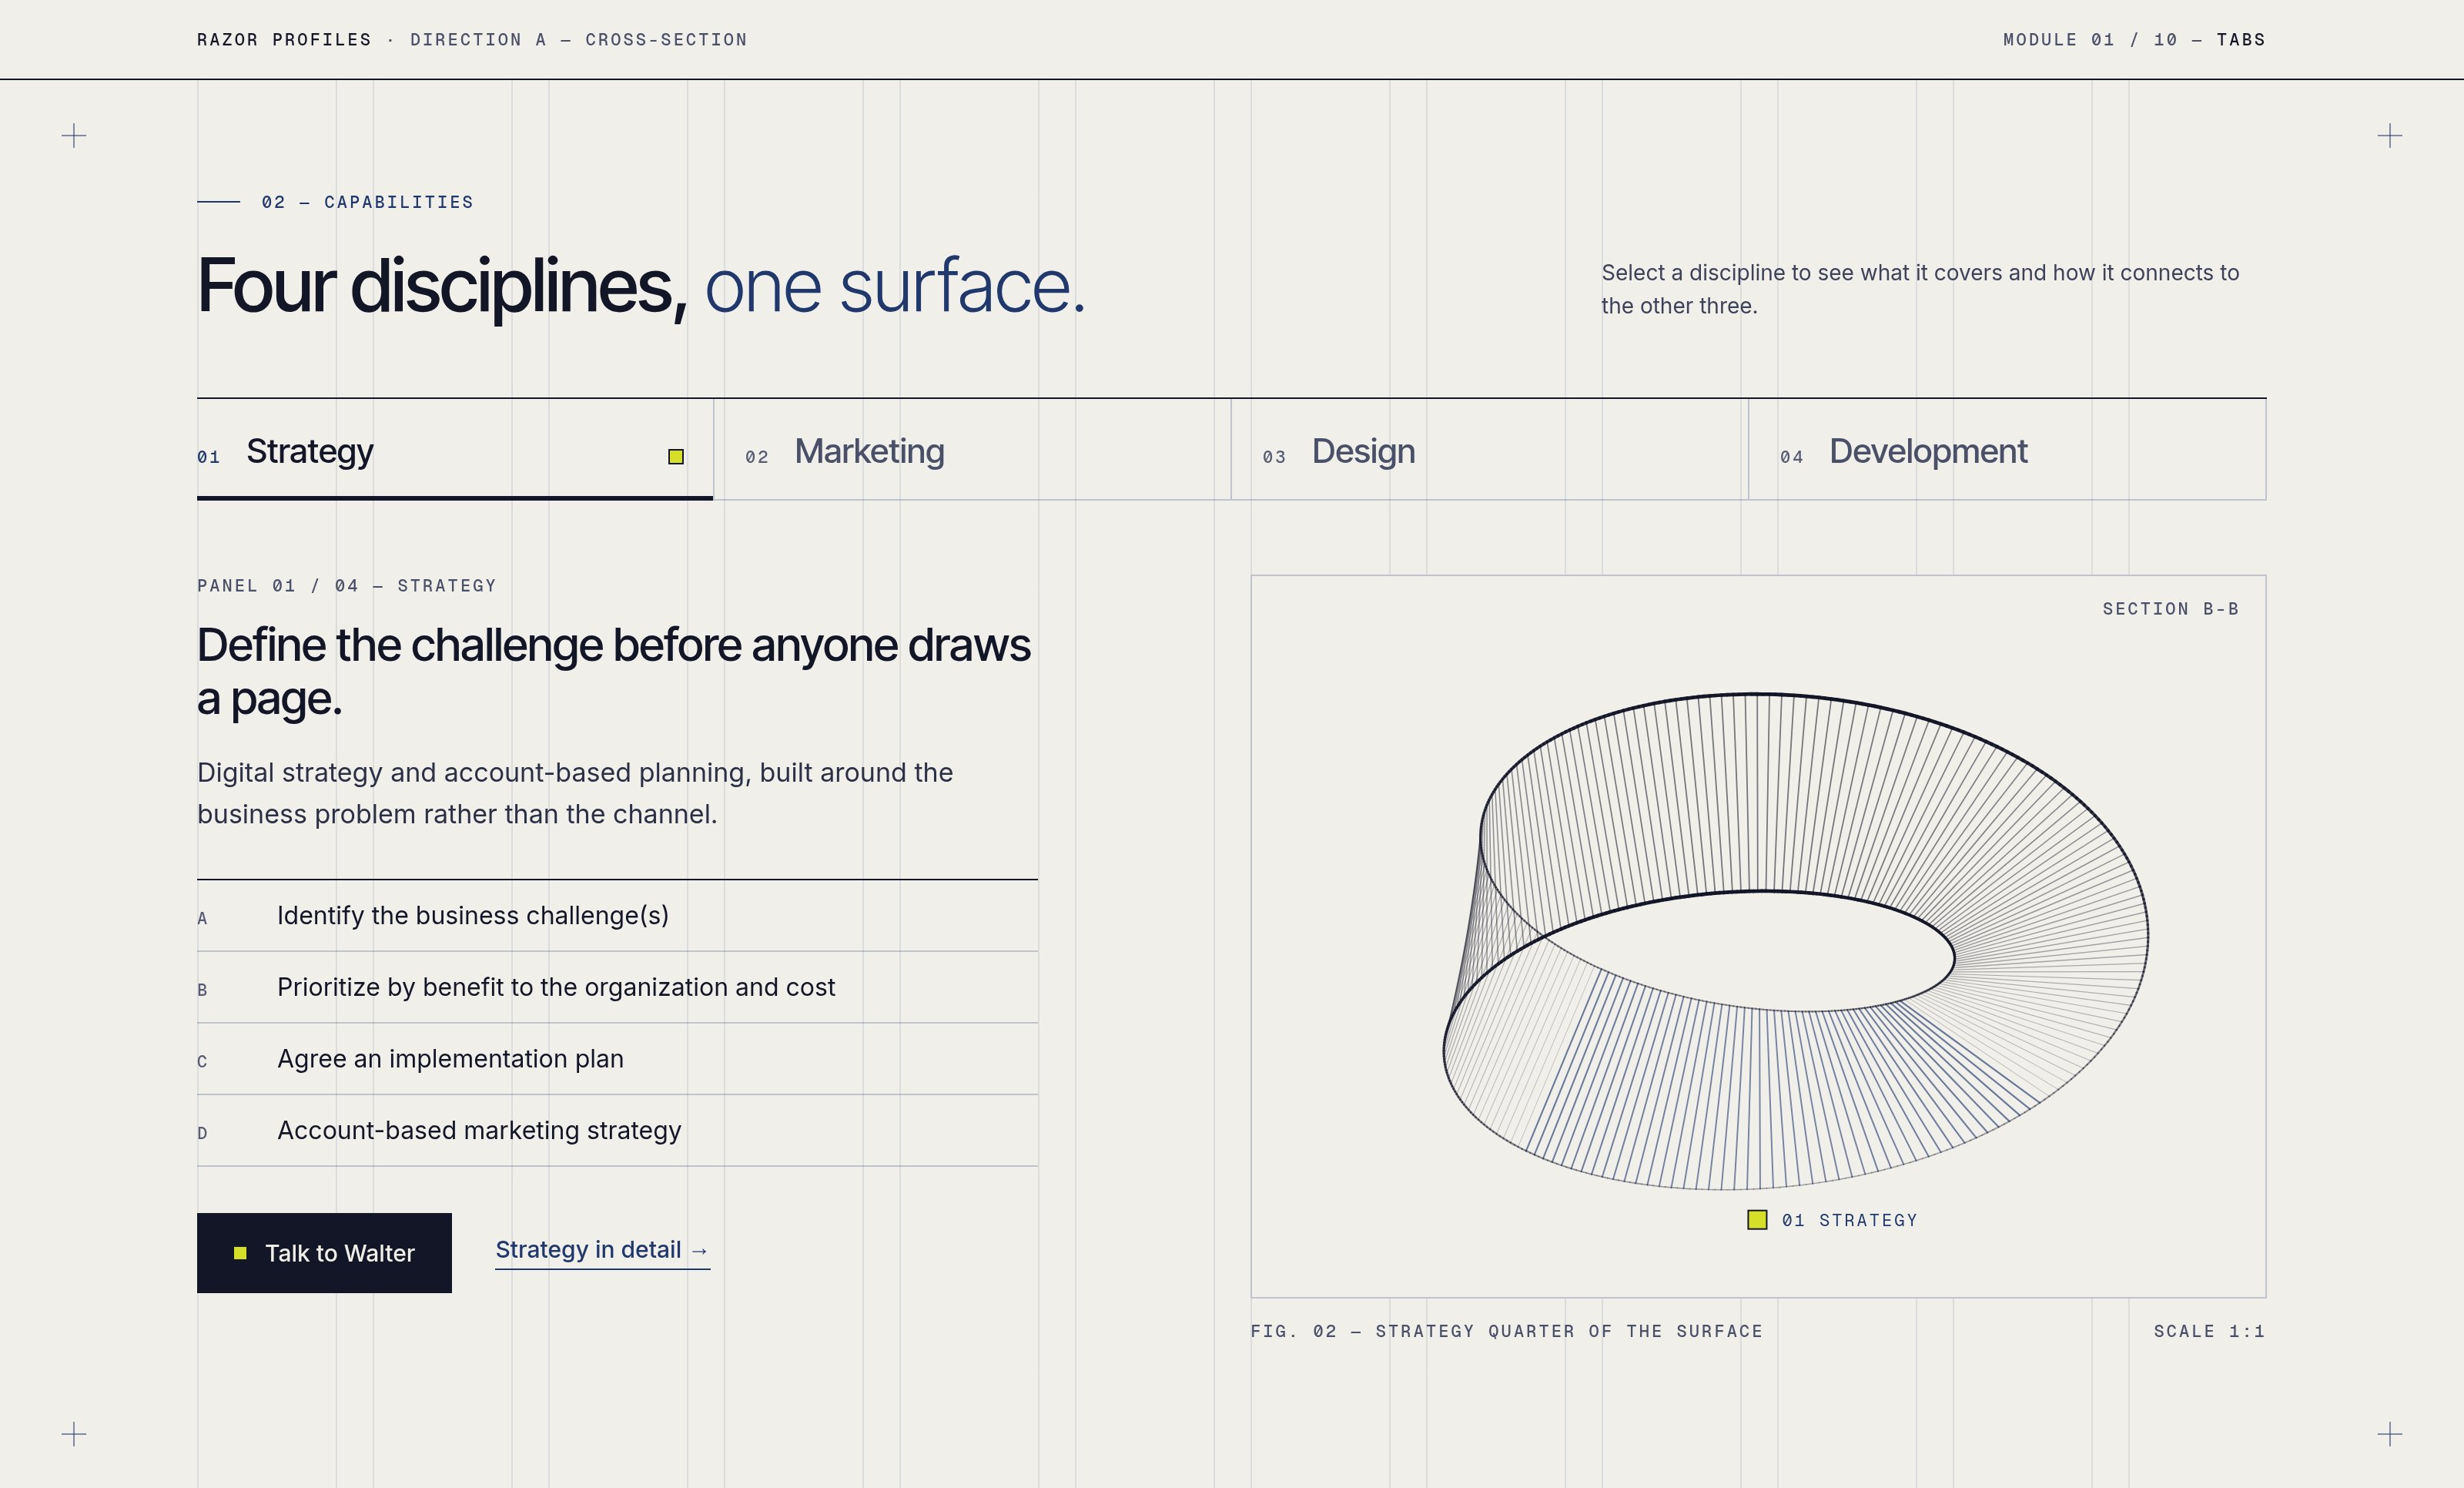 RAZOR PROFILES · DIRECTION A — CROSS-SECTION
MODULE 01 / 10 — TABS
02 — CAPABILITIES
Four disciplines, one surface.
Select a discipline to see what it covers and how it connects to
the other three.
01 Strategy
02 Marketing
03 Design
04 Development
PANEL 01 / 04 — STRATEGY
Define the challenge before anyone draws
a page.
Digital strategy and account-based planning, built around the
business problem rather than the channel.
A Identify the business challenge(s)
B Prioritize by benefit to the organization and cost
C Agree an implementation plan
D Account-based marketing strategy
Talk to Walter
Strategy in detail →
SECTION B-B
01 STRATEGY
FIG. 02 — STRATEGY QUARTER OF THE SURFACE
SCALE 1:1